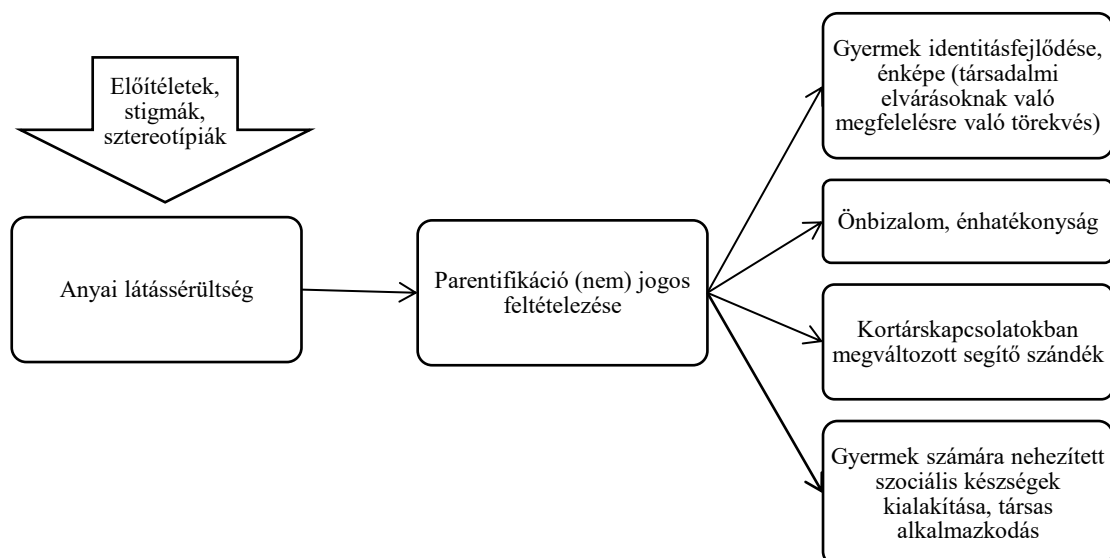 Előítéletek,
stigmák,
sztereotípiák
Anyai látássérültség
Parentifikáció (nem) jogos
feltételezése
Gyermek identitásfejlődése,
énképe (társadalmi
elvárásoknak való
megfelelésre való törekvés)
Önbizalom, énhatékonyság
Kortárskapcsolatokban
megváltozott segítő szándék
Gyermek számára nehezített
szociális készségek
kialakítása, társas
alkalmazkodás